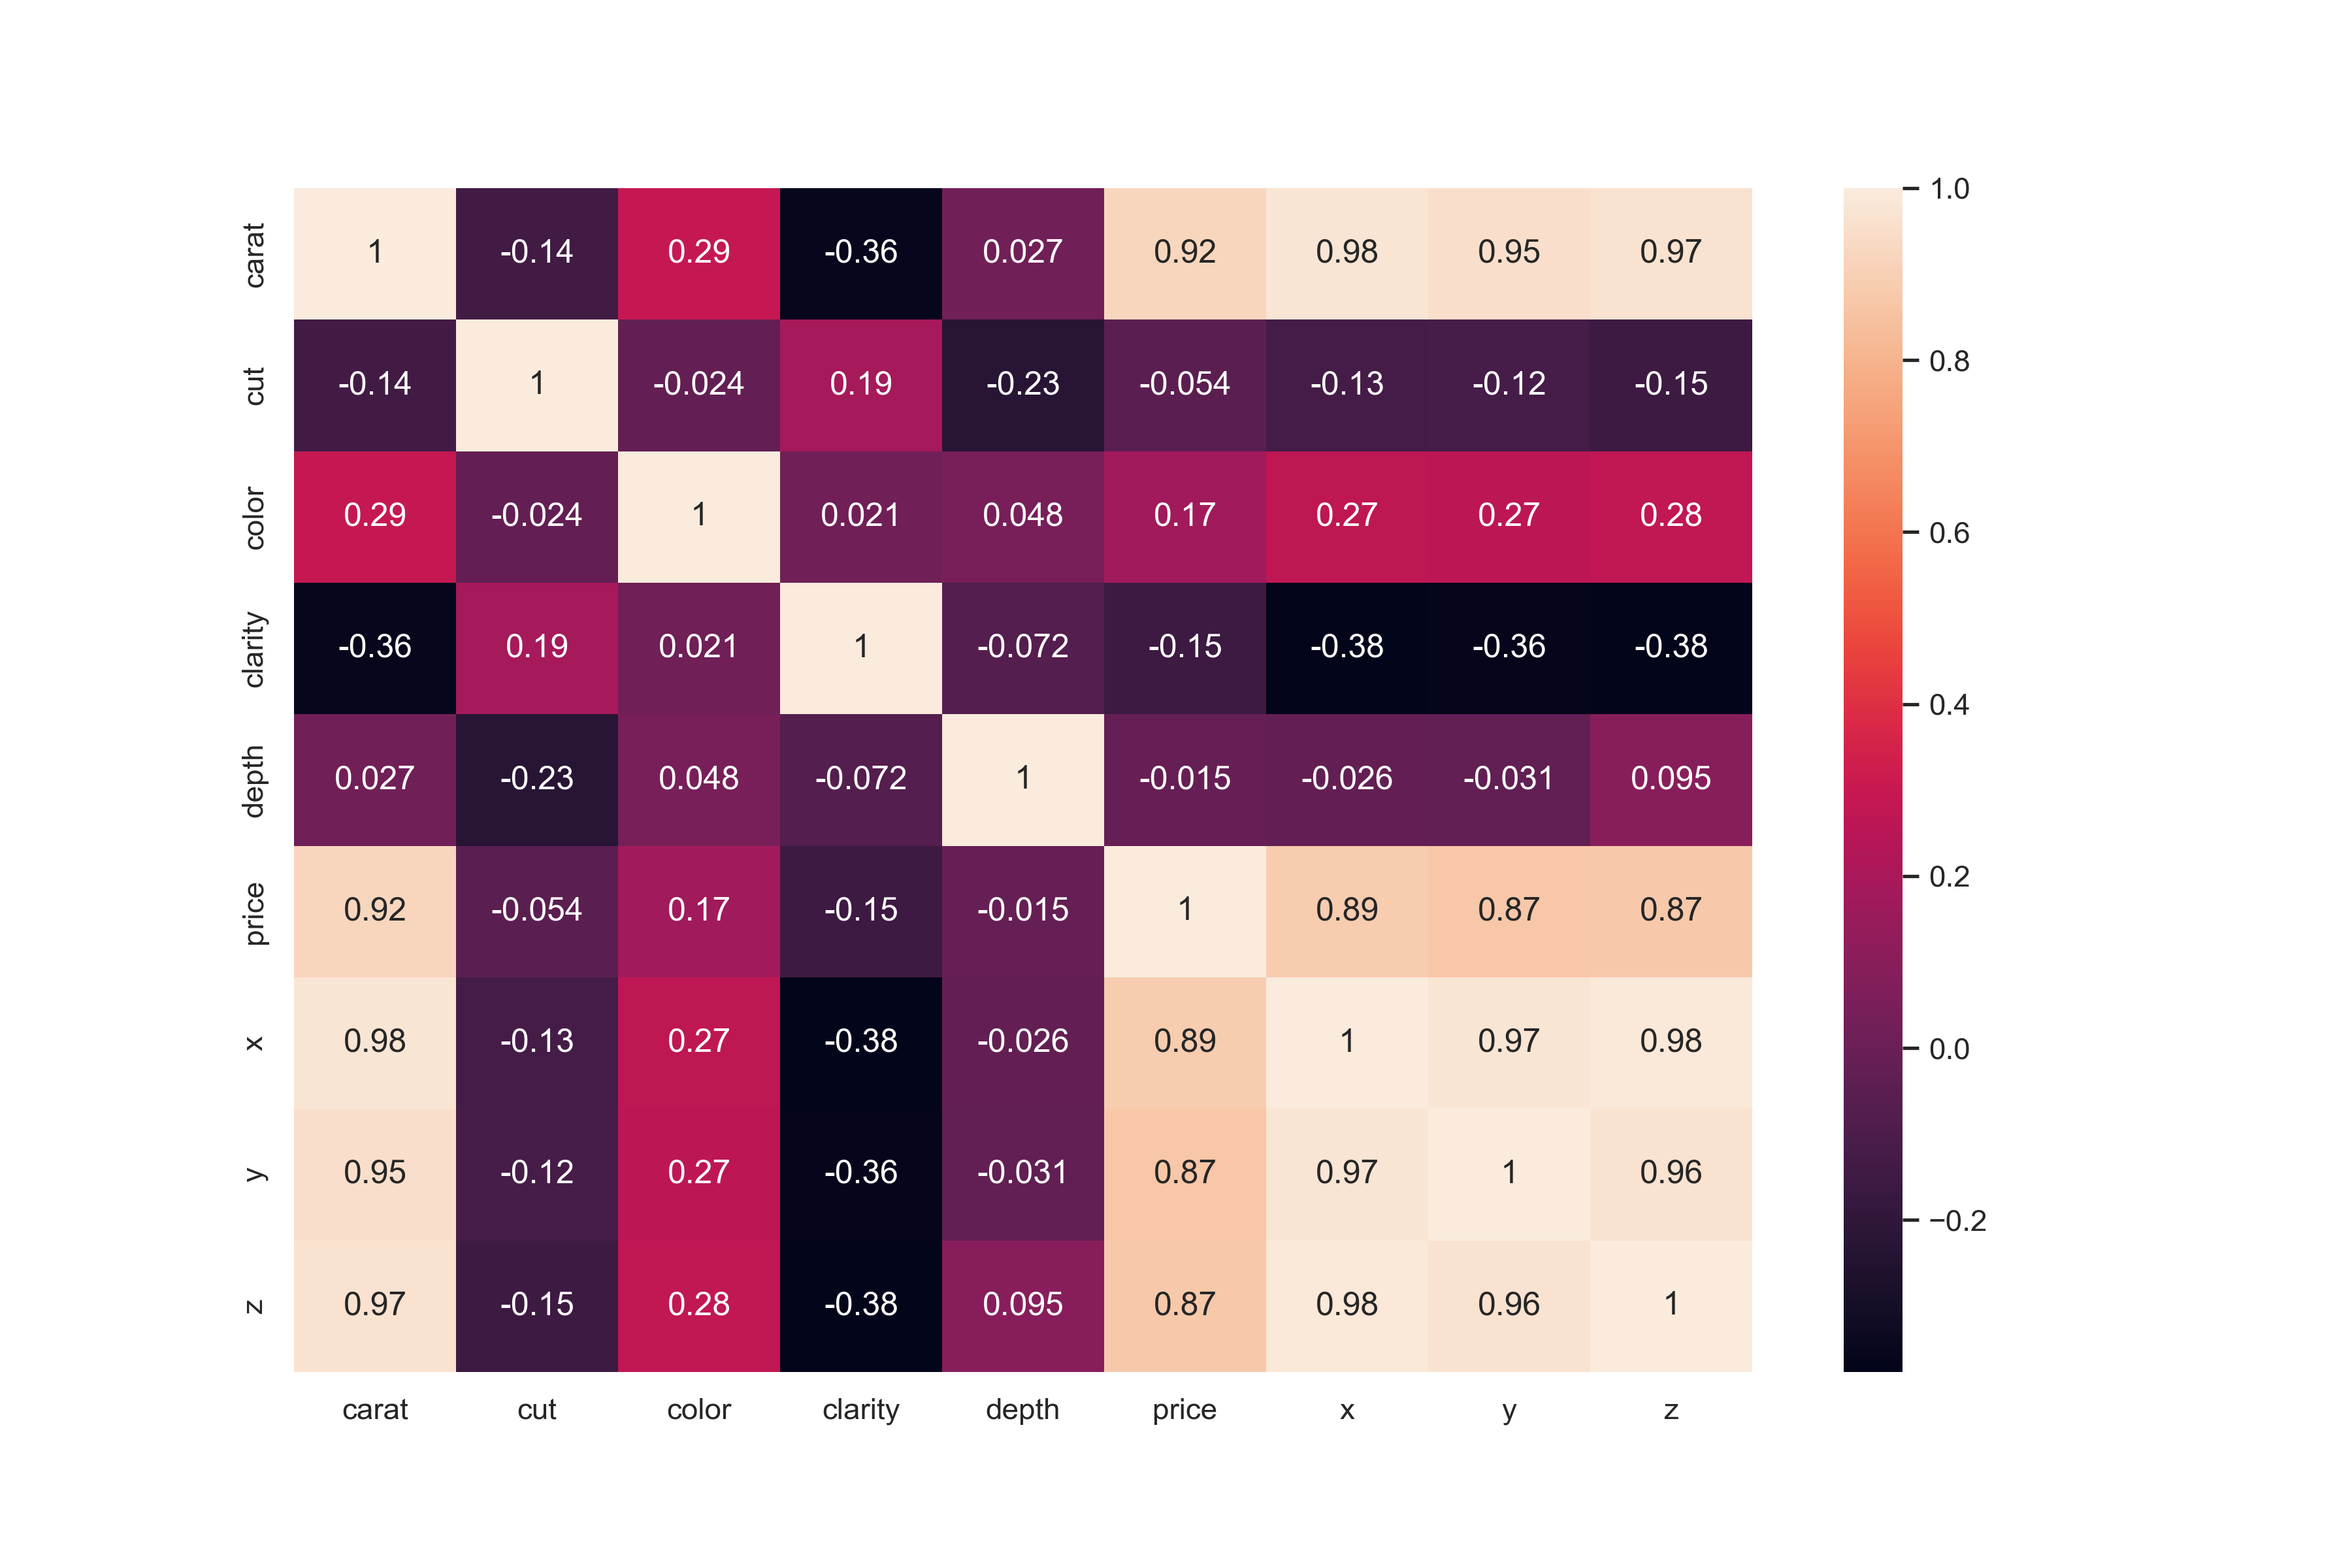 carat 1 -0.14 0.29 -0.36 0.027 0.92 0.98 0.95 0.97
cut -0.14 1 -0.024 0.19 -0.23 -0.054 -0.13 -0.12 -0.15
color 0.29 -0.024 1 0.021 0.048 0.17 0.27 0.27 0.28
clarity -0.36 0.19 0.021 1 -0.072 -0.15 -0.38 -0.36 -0.38
depth 0.027 -0.23 0.048 -0.072 1 -0.015 -0.026 -0.031 0.095
price 0.92 -0.054 0.17 -0.15 -0.015 1 0.89 0.87 0.87
x 0.98 -0.13 0.27 -0.38 -0.026 0.89 1 0.97 0.98
y 0.95 -0.12 0.27 -0.36 -0.031 0.87 0.97 1 0.96
z 0.97 -0.15 0.28 -0.38 0.095 0.87 0.98 0.96 1
carat cut color clarity depth price x y z
1.0
0.8
0.6
0.4
0.2
0.0
−0.2